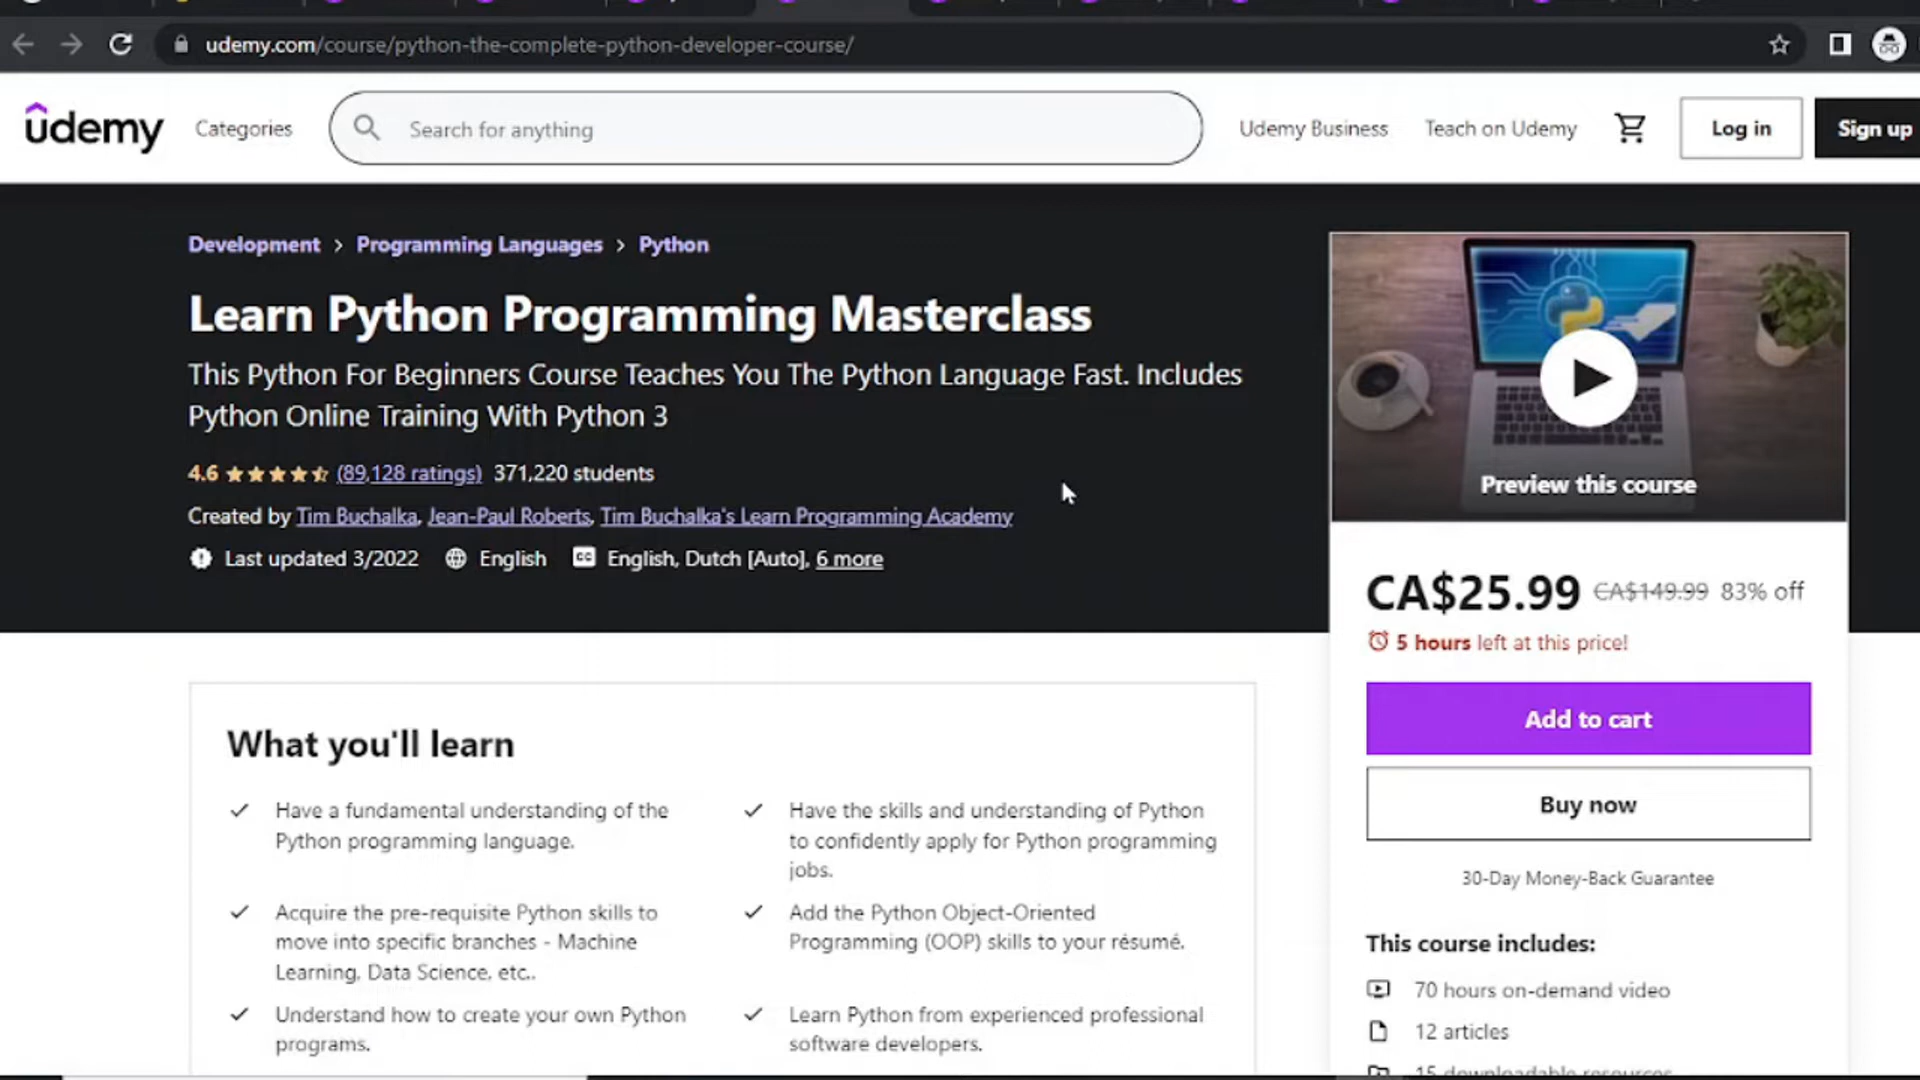 udemy.com/course/python-the-complete-python-developer-course/
ûdemy Categories Search for anything Udemy Business Teach on Udemy Log in Sign up
Development > Programming Languages > Python
Learn Python Programming Masterclass
This Python For Beginners Course Teaches You The Python Language Fast. Includes
Python Online Training With Python 3
4.6 (89,128 ratings) 371,220 students
Created by Tim Buchalka, Jean-Paul Roberts, Tim Buchalka's Learn Programming Academy
Last updated 3/2022 English CC English, Dutch [Auto], 6 more
Preview this course
CA$25.99 CA$149.99 83% off
5 hours left at this price!
Add to cart
Buy now
30-Day Money-Back Guarantee
This course includes:
70 hours on-demand video
12 articles
15 downloadable resources
What you'll learn
Have a fundamental understanding of the
Python programming language.
Have the skills and understanding of Python
to confidently apply for Python programming
jobs.
Acquire the pre-requisite Python skills to
move into specific branches - Machine
Learning, Data Science, etc..
Add the Python Object-Oriented
Programming (OOP) skills to your résumé.
Understand how to create your own Python
programs.
Learn Python from experienced professional
software developers.